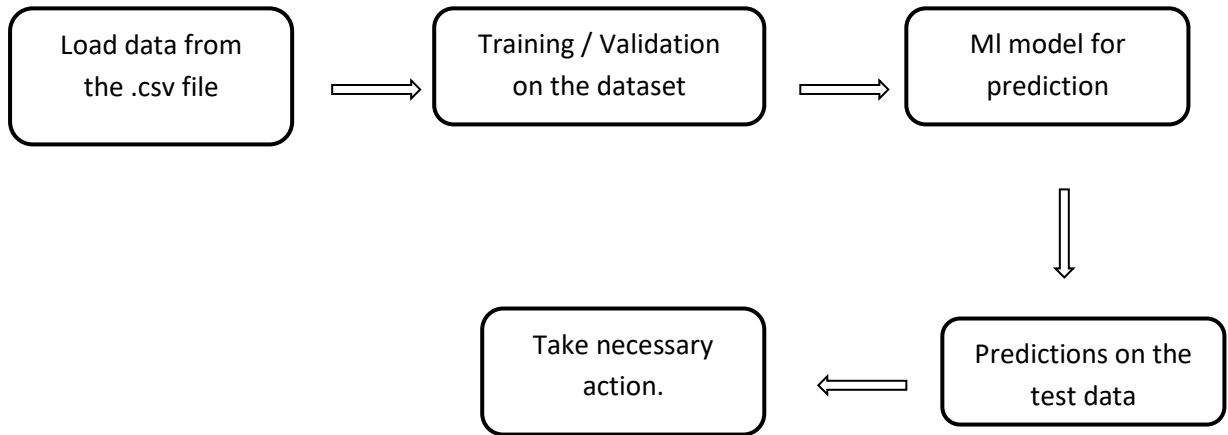 Load data from
the .csv file
Training / Validation
on the dataset
Ml model for
prediction
Predictions on the
test data
Take necessary
action.